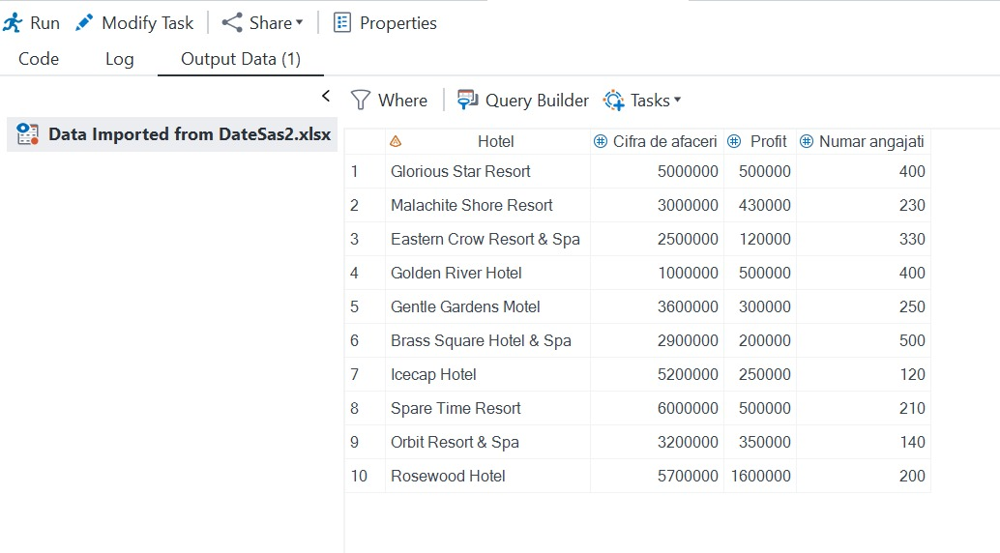 Run Modify Task Share Properties
Code Log Output Data (1)
Where Query Builder Tasks
Data Imported from DateSas2.xlsx
Hotel Cifra de afaceri Profit Numar angajati
1 Glorious Star Resort 5000000 500000 400
2 Malachite Shore Resort 3000000 430000 230
3 Eastern Crow Resort & Spa 2500000 120000 330
4 Golden River Hotel 1000000 500000 400
5 Gentle Gardens Motel 3600000 300000 250
6 Brass Square Hotel & Spa 2900000 200000 500
7 Icecap Hotel 5200000 250000 120
8 Spare Time Resort 6000000 500000 210
9 Orbit Resort & Spa 3200000 350000 140
10 Rosewood Hotel 5700000 1600000 200